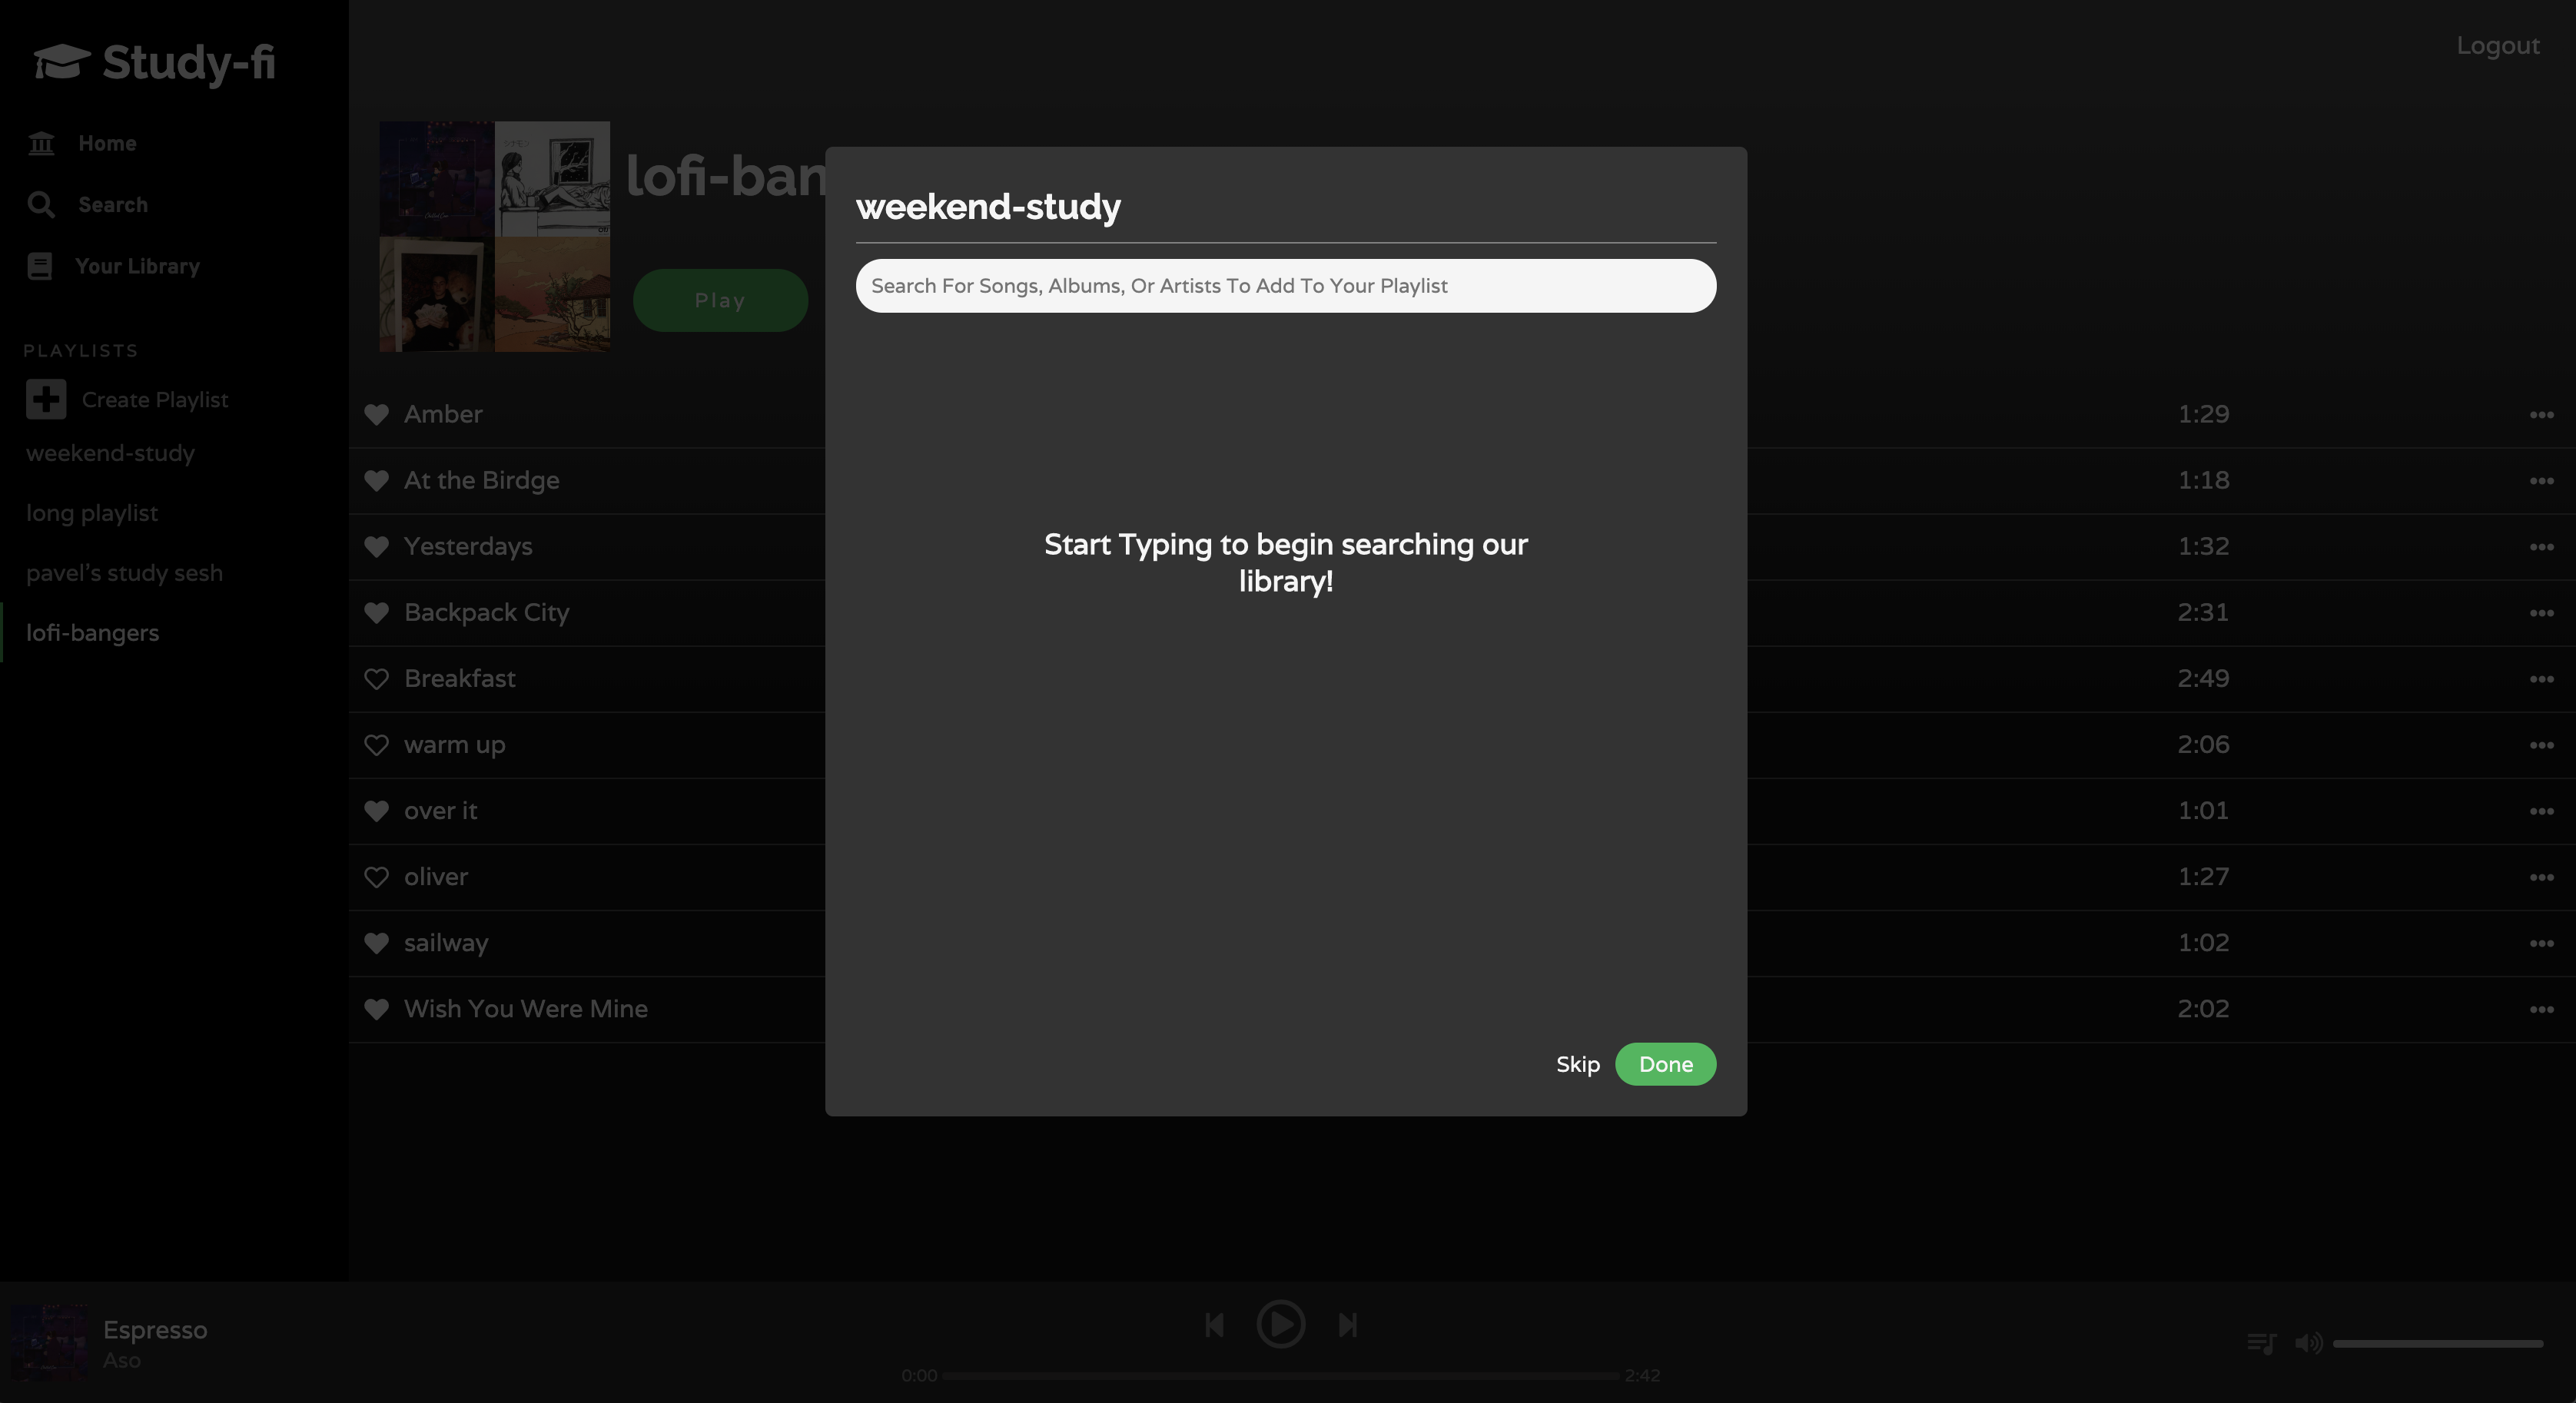 Study-fi
Home
Search
Your Library
PLAYLISTS
Create Playlist
weekend-study
long playlist
pavel's study sesh
lofi-bangers
Logout
lofi-ban
Play
Amber 1:29
At the Birdge 1:18
Yesterdays 1:32
Backpack City 2:31
Breakfast 2:49
warm up 2:06
over it 1:01
oliver 1:27
sailway 1:02
Wish You Were Mine 2:02
weekend-study
Search For Songs, Albums, Or Artists To Add To Your Playlist
Start Typing to begin searching our
library!
Skip Done
Espresso
Aso
0:00 2:42